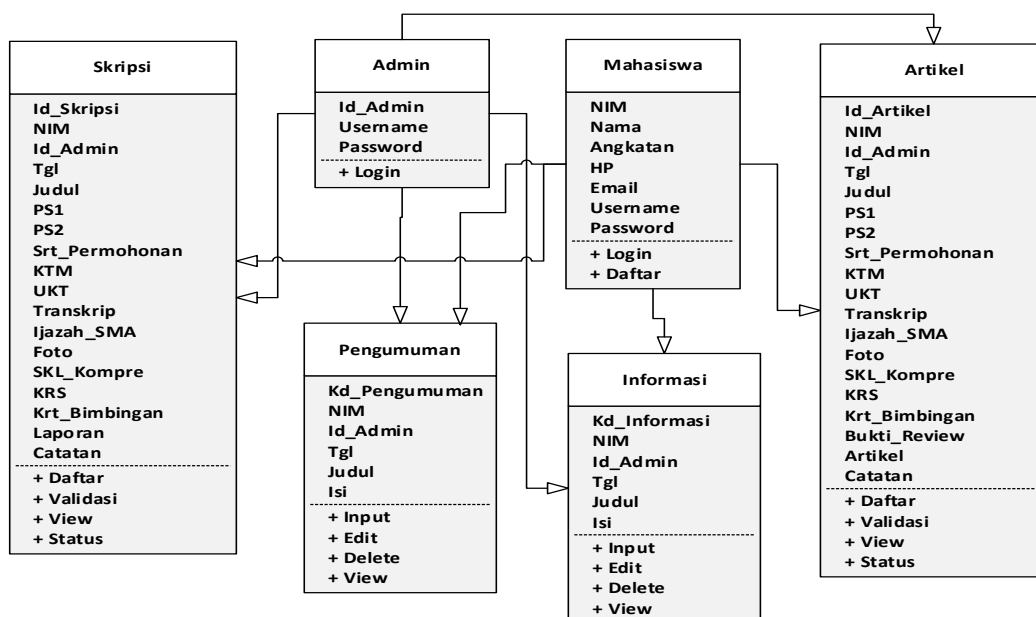 Skripsi
Id_Skripsi
NIM
Id_Admin
Tgl
Judul
PS1
PS2
Srt_Permohonan
KTM
UKT
Transkrip
Ijazah_SMA
Foto
SKL_Kompre
KRS
Krt_Bimbingan
Laporan
Catatan
+ Daftar
+ Validasi
+ View
+ Status
Admin
Id_Admin
Username
Password
+ Login
Mahasiswa
NIM
Nama
Angkatan
HP
Email
Username
Password
+ Login
+ Daftar
Artikel
Id_Artikel
NIM
Id_Admin
Tgl
Judul
PS1
PS2
Srt_Permohonan
KTM
UKT
Transkrip
Ijazah_SMA
Foto
SKL_Kompre
KRS
Krt_Bimbingan
Bukti_Review
Artikel
Catatan
+ Daftar
+ Validasi
+ View
+ Status
Pengumuman
Kd_Pengumuman
NIM
Id_Admin
Tgl
Judul
Isi
+ Input
+ Edit
+ Delete
+ View
Informasi
Kd_Informasi
NIM
Id_Admin
Tgl
Judul
Isi
+ Input
+ Edit
+ Delete
+ View